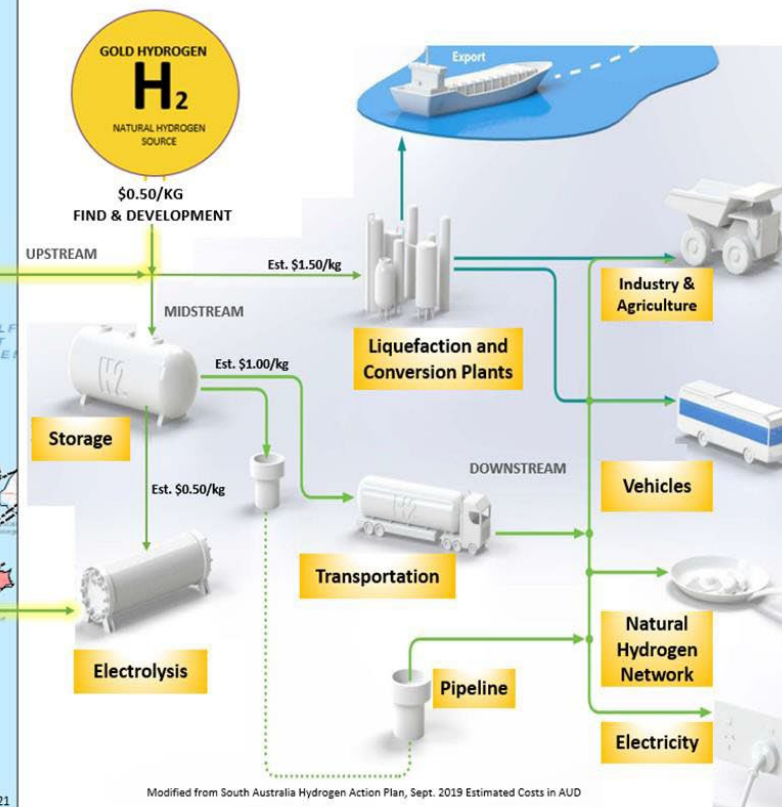 GOLD HYDROGEN
H2
NATURAL HYDROGEN
SOURCE
$0.50/KG
FIND & DEVELOPMENT
Export
UPSTREAM
Est. $1.50/kg
MIDSTREAM
Industry &
Agriculture
Liquefaction and
Conversion Plants
Est. $1.00/kg
H2
Storage
Est. $0.50/kg
DOWNSTREAM
Vehicles
H2
Transportation
Electrolysis
Pipeline
Natural
Hydrogen
Network
Electricity
Modified from South Australia Hydrogen Action Plan, Sept. 2019 Estimated Costs in AUD
21